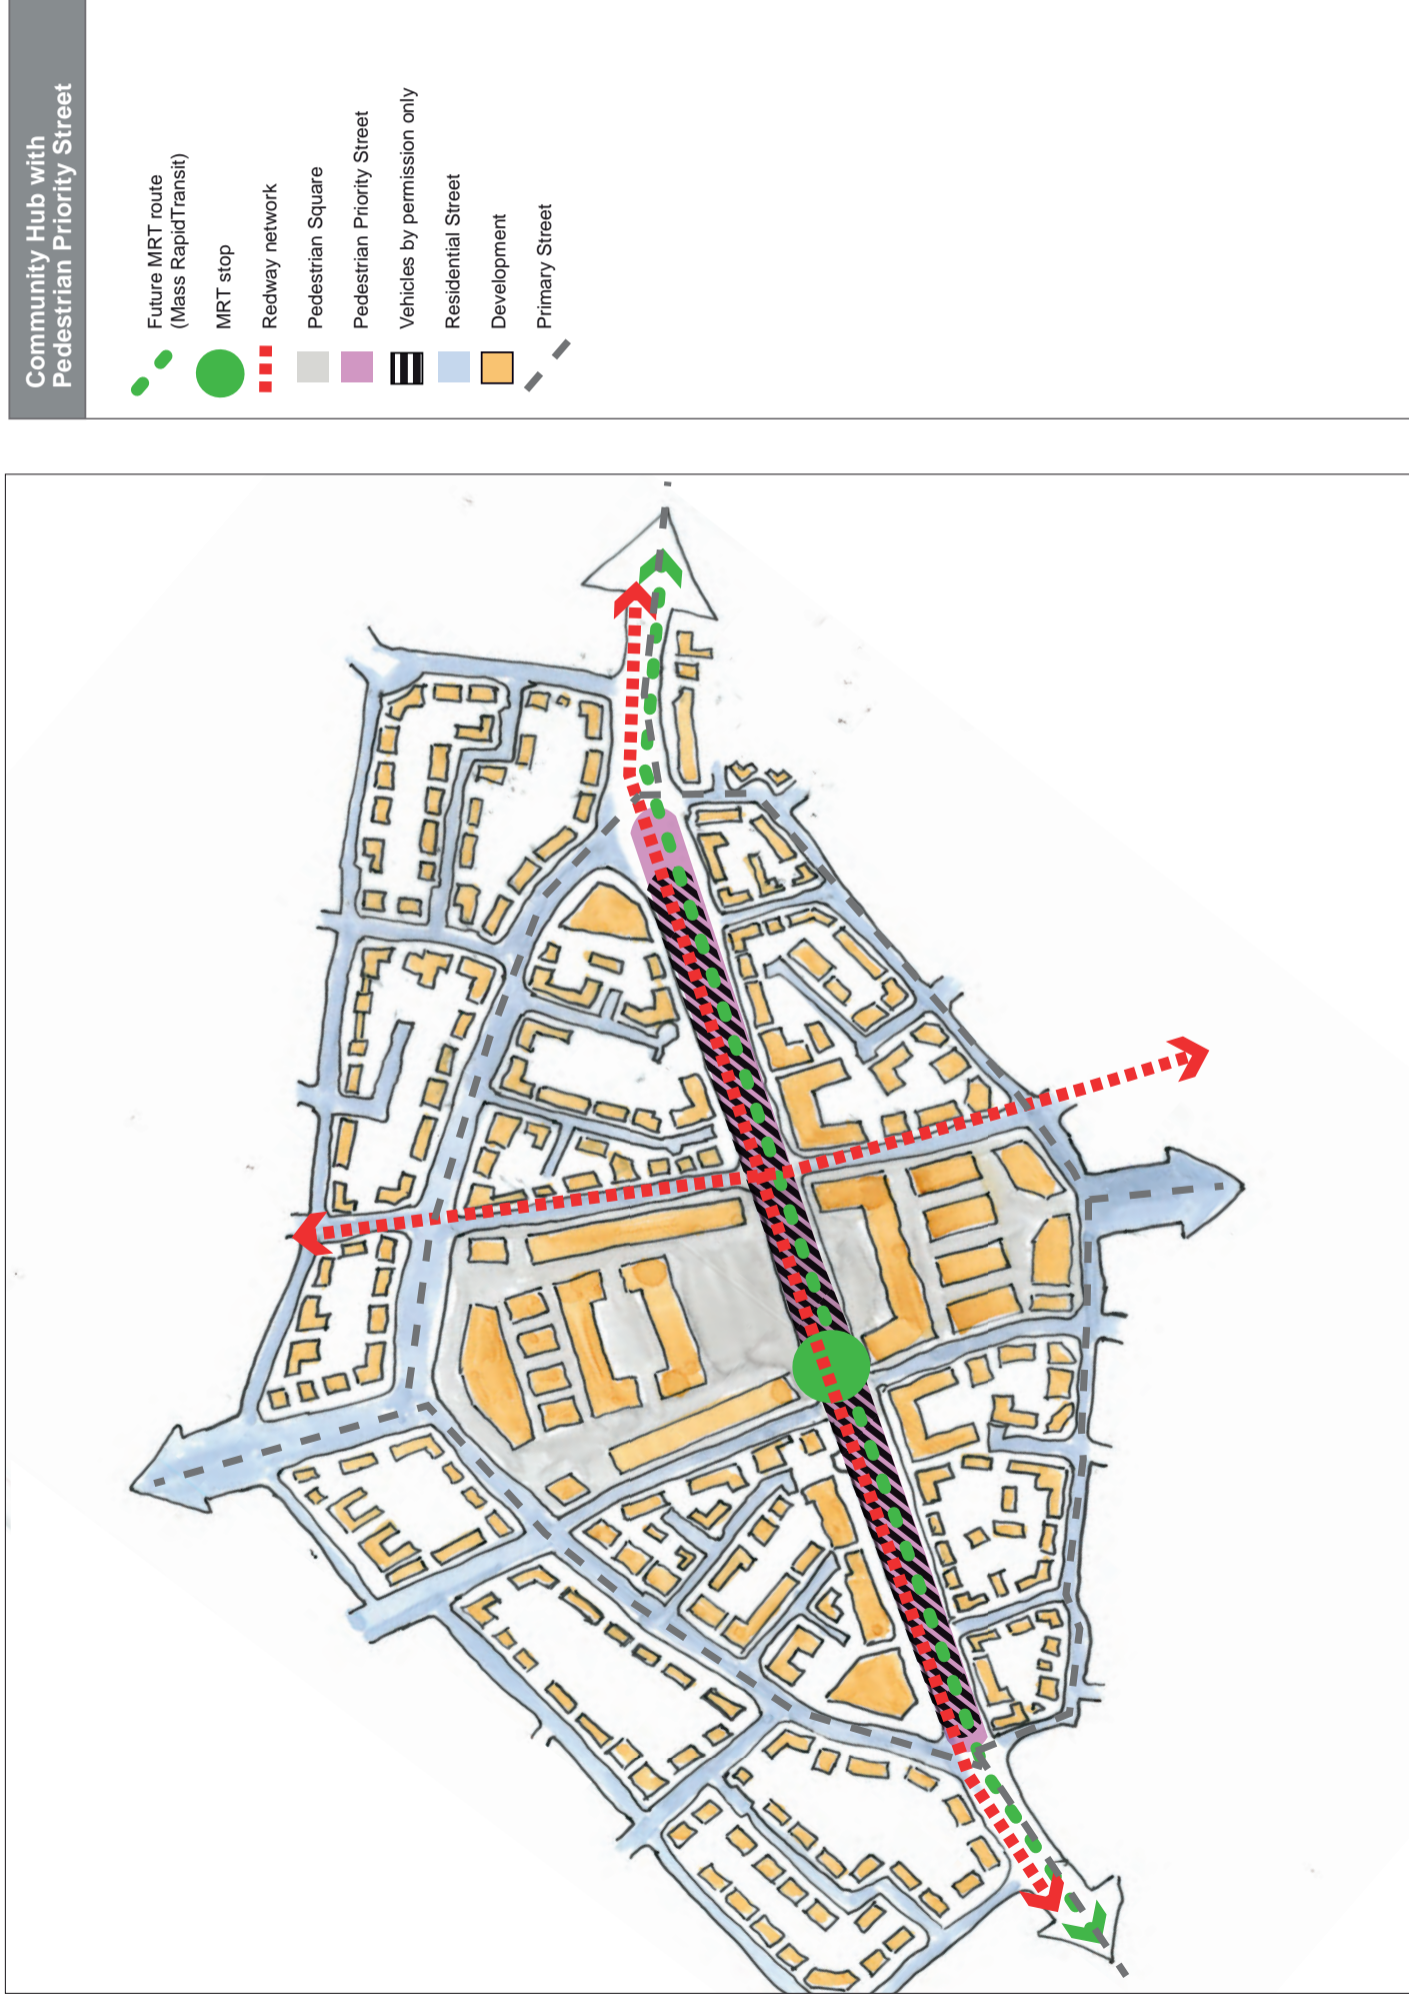 Community Hub with
Pedestrian Priority Street
Future MRT route
(Mass RapidTransit)
MRT stop
Redway network
Pedestrian Square
Pedestrian Priority Street
Vehicles by permission only
Residential Street
Development
Primary Street